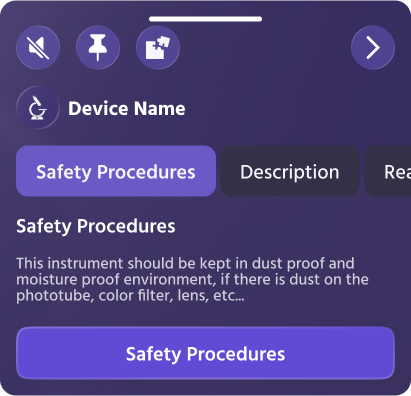 Device Name
Safety Procedures
Description
Rea
Safety Procedures
This instrument should be kept in dust proof and
moisture proof environment, if there is dust on the
phototube, color filter, lens, etc...
Safety Procedures